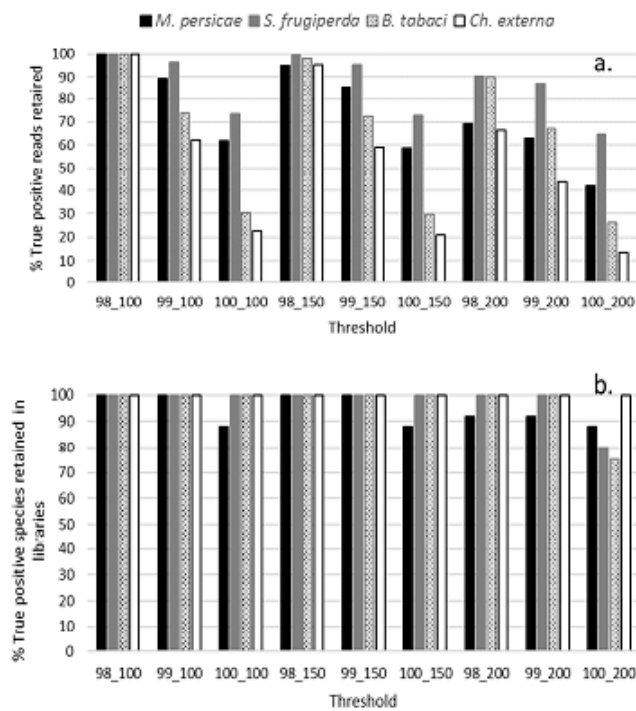 M. persicae S. frugiperda B. tabaci Ch. externa
a.
% True positive reads retaired
100
90
80
70
60
50
40
30
20
10
0
98_100 99_100 100_100 98_150 99_150 100_150 98_200 99_200 100_200
Threshold
b.
% True positive species retained in
libraries
100
90
80
70
60
50
40
30
20
10
0
98_100 99_100 100_100 98_150 99_150 100_150 98_200 99_200 100_200
Threshold